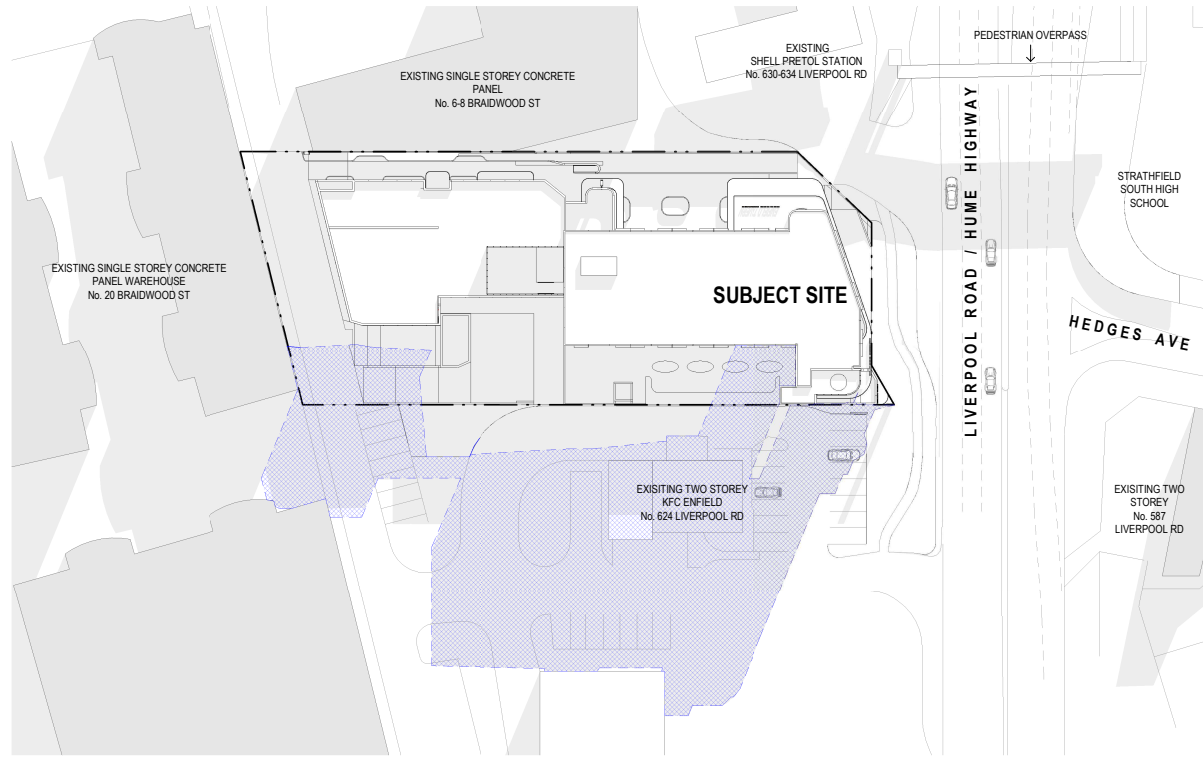 PEDESTRIAN OVERPASS
EXISTING
SHELL PRETOL STATION
No. 630-634 LIVERPOOL RD
EXISTING SINGLE STOREY CONCRETE
PANEL
No. 6-8 BRAIDWOOD ST
LIVERPOOL ROAD / HUME HIGHWAY
STRATHFIELD
SOUTH HIGH
SCHOOL
EXISTING SINGLE STOREY CONCRETE
PANEL WAREHOUSE
No. 20 BRAIDWOOD ST
SUBJECT SITE
HEDGES AVE
EXISITING TWO STOREY
KFC ENFIELD
No. 624 LIVERPOOL RD
EXISITING TWO
STOREY
No. 587
LIVERPOOL RD